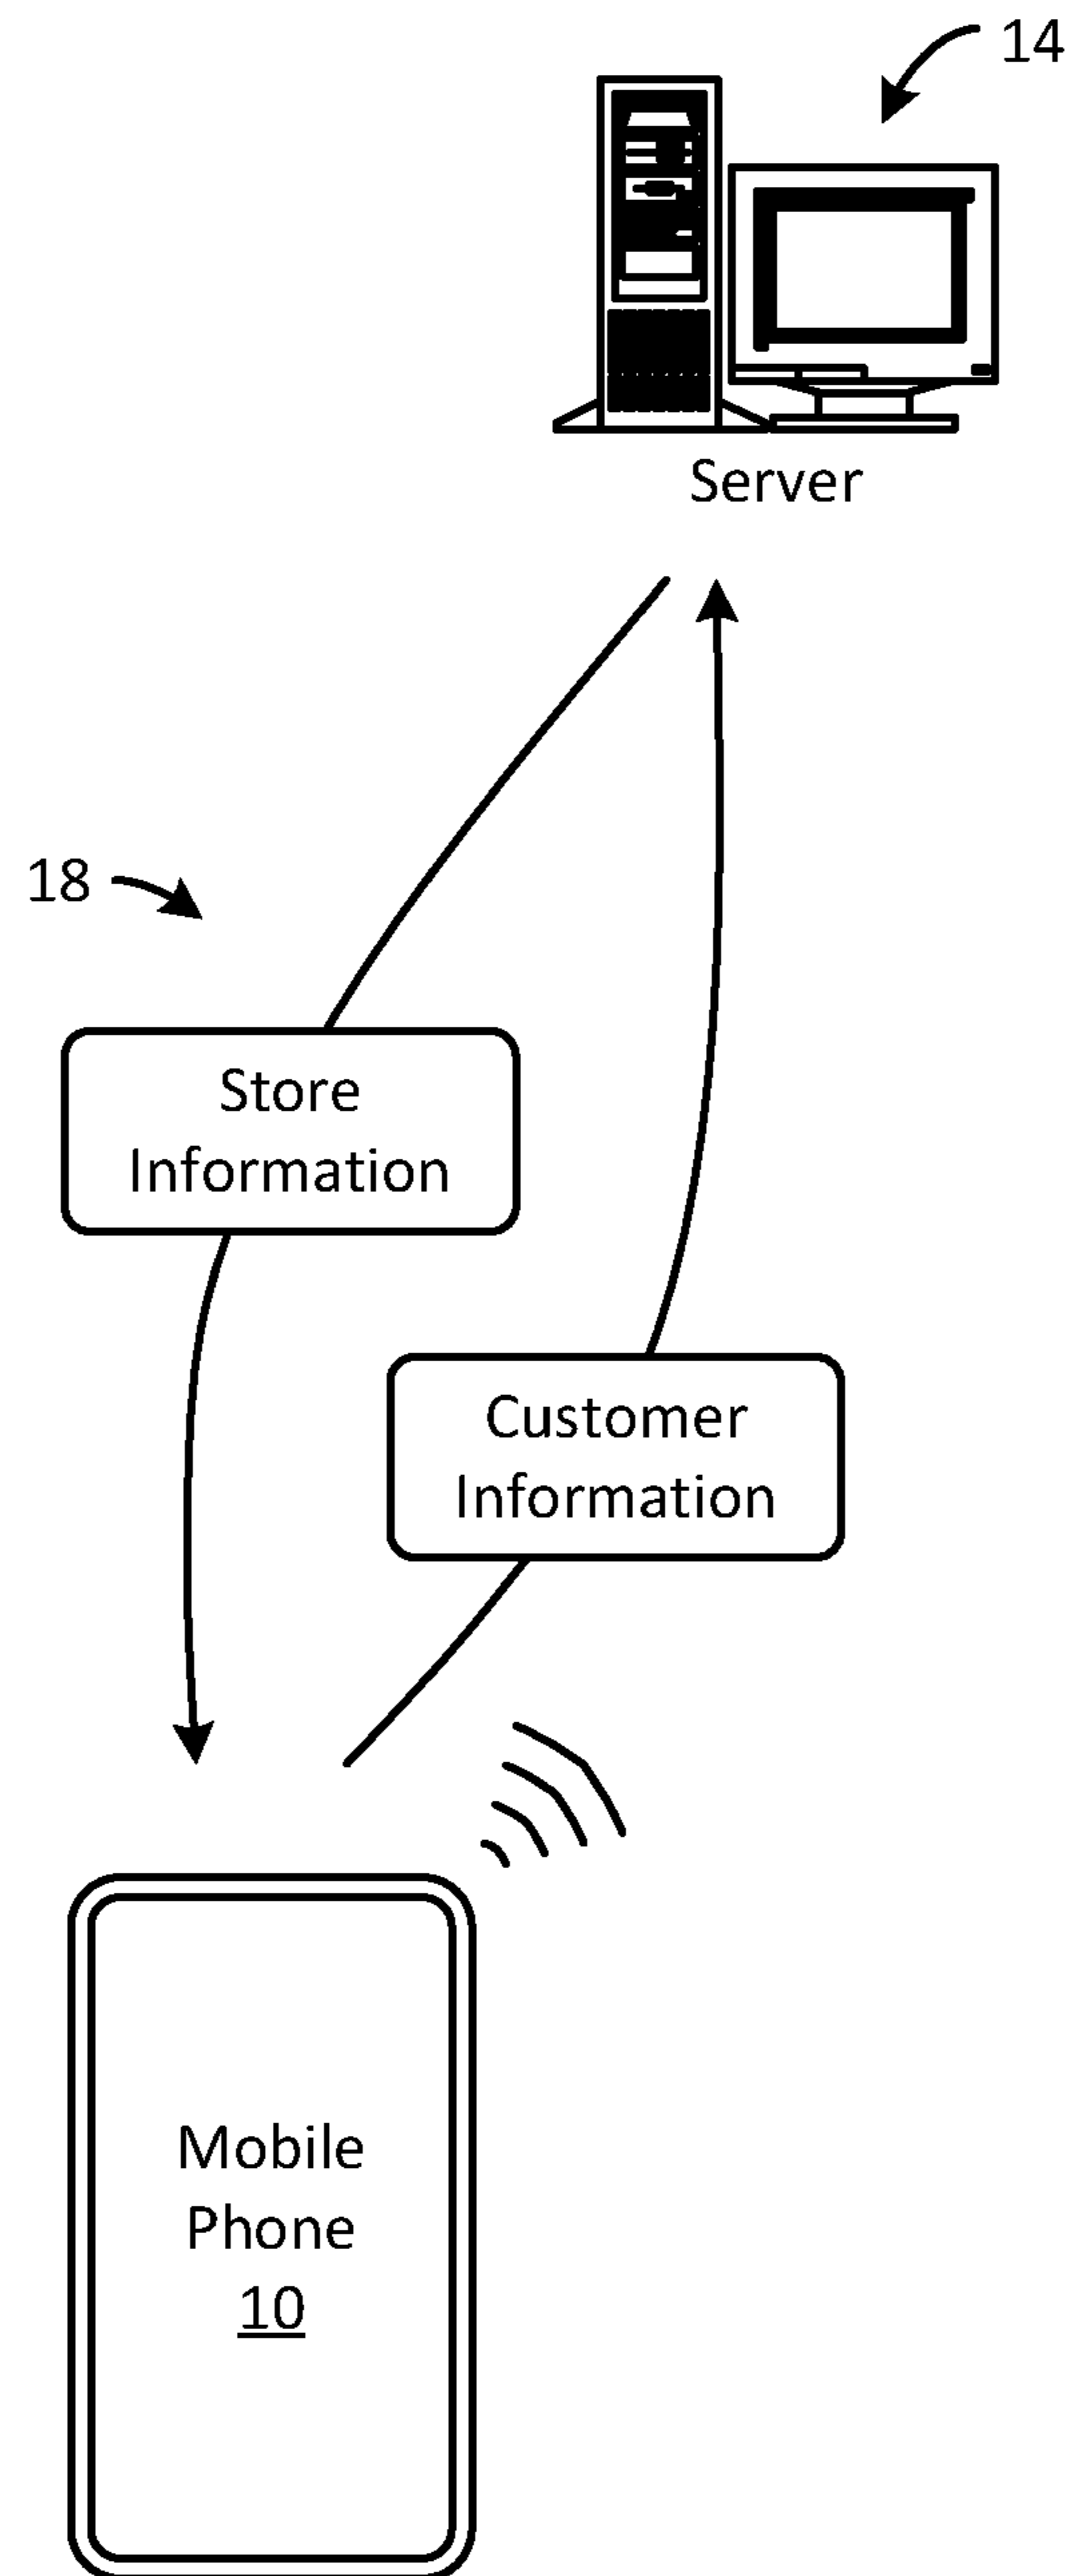 14
Server
18
Store
Information
Customer
Information
Mobile
Phone
10